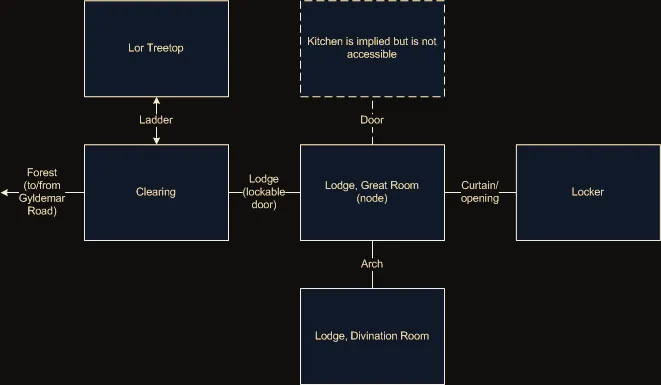 Lor Treetop
Kitchen is implied but is not
accessible
Ladder
Door
Forest
(to/from
Gyldemar
Road)
Clearing
Lodge
(lockable
door)
Lodge, Great Room
(node)
Curtain/
opening
Locker
Arch
Lodge, Divination Room